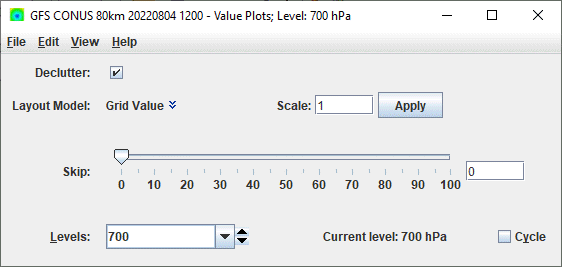 GFS CONUS 80km 20220804 1200 - Value Plots; Level: 700 hPa
File Edit View Help
Declutter:
Layout Model: Grid Value Scale: 1 Apply
Skip: 0
0 10 20 30 40 50 60 70 80 90 100
Levels: 700 Current level: 700 hPa Cycle